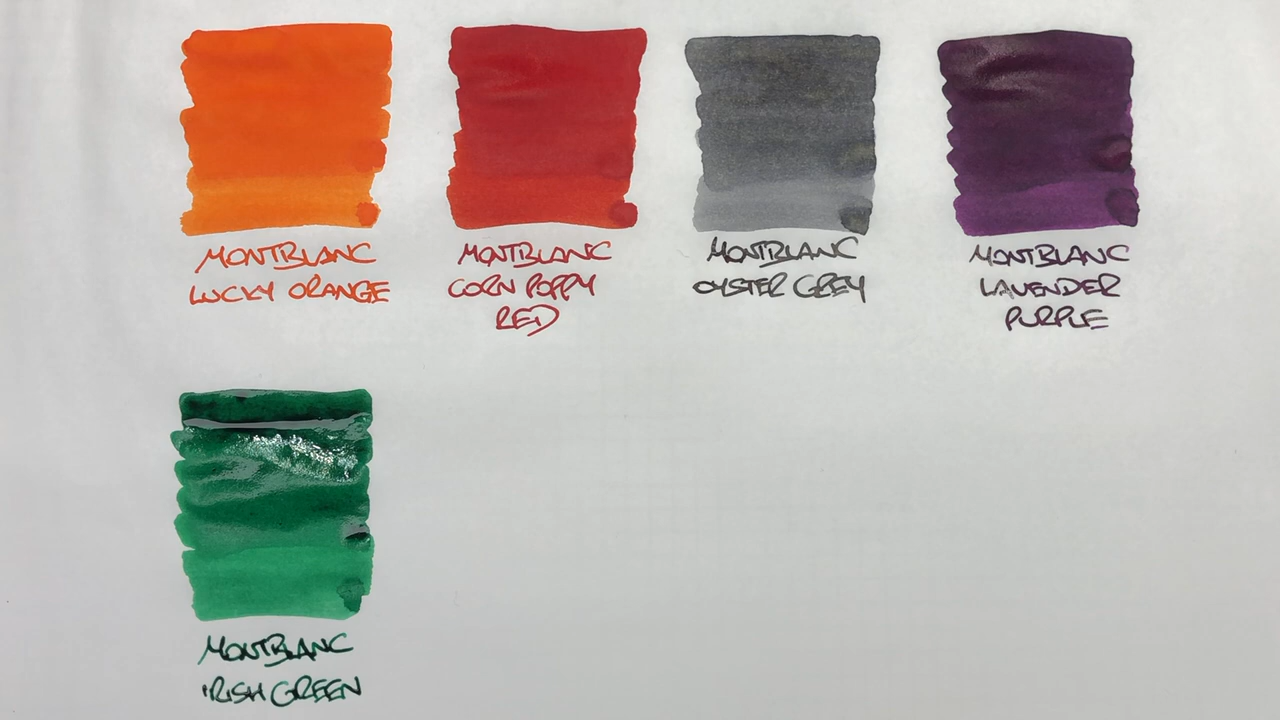 MONTBLANC
LUCKY ORANGE
MONTBLANC
CORN POPPY
RED
MONTBLANC
OYSTER GREY
MONTBLANC
LAVENDER
PURPLE
MONTBLANC
IRISH GREEN